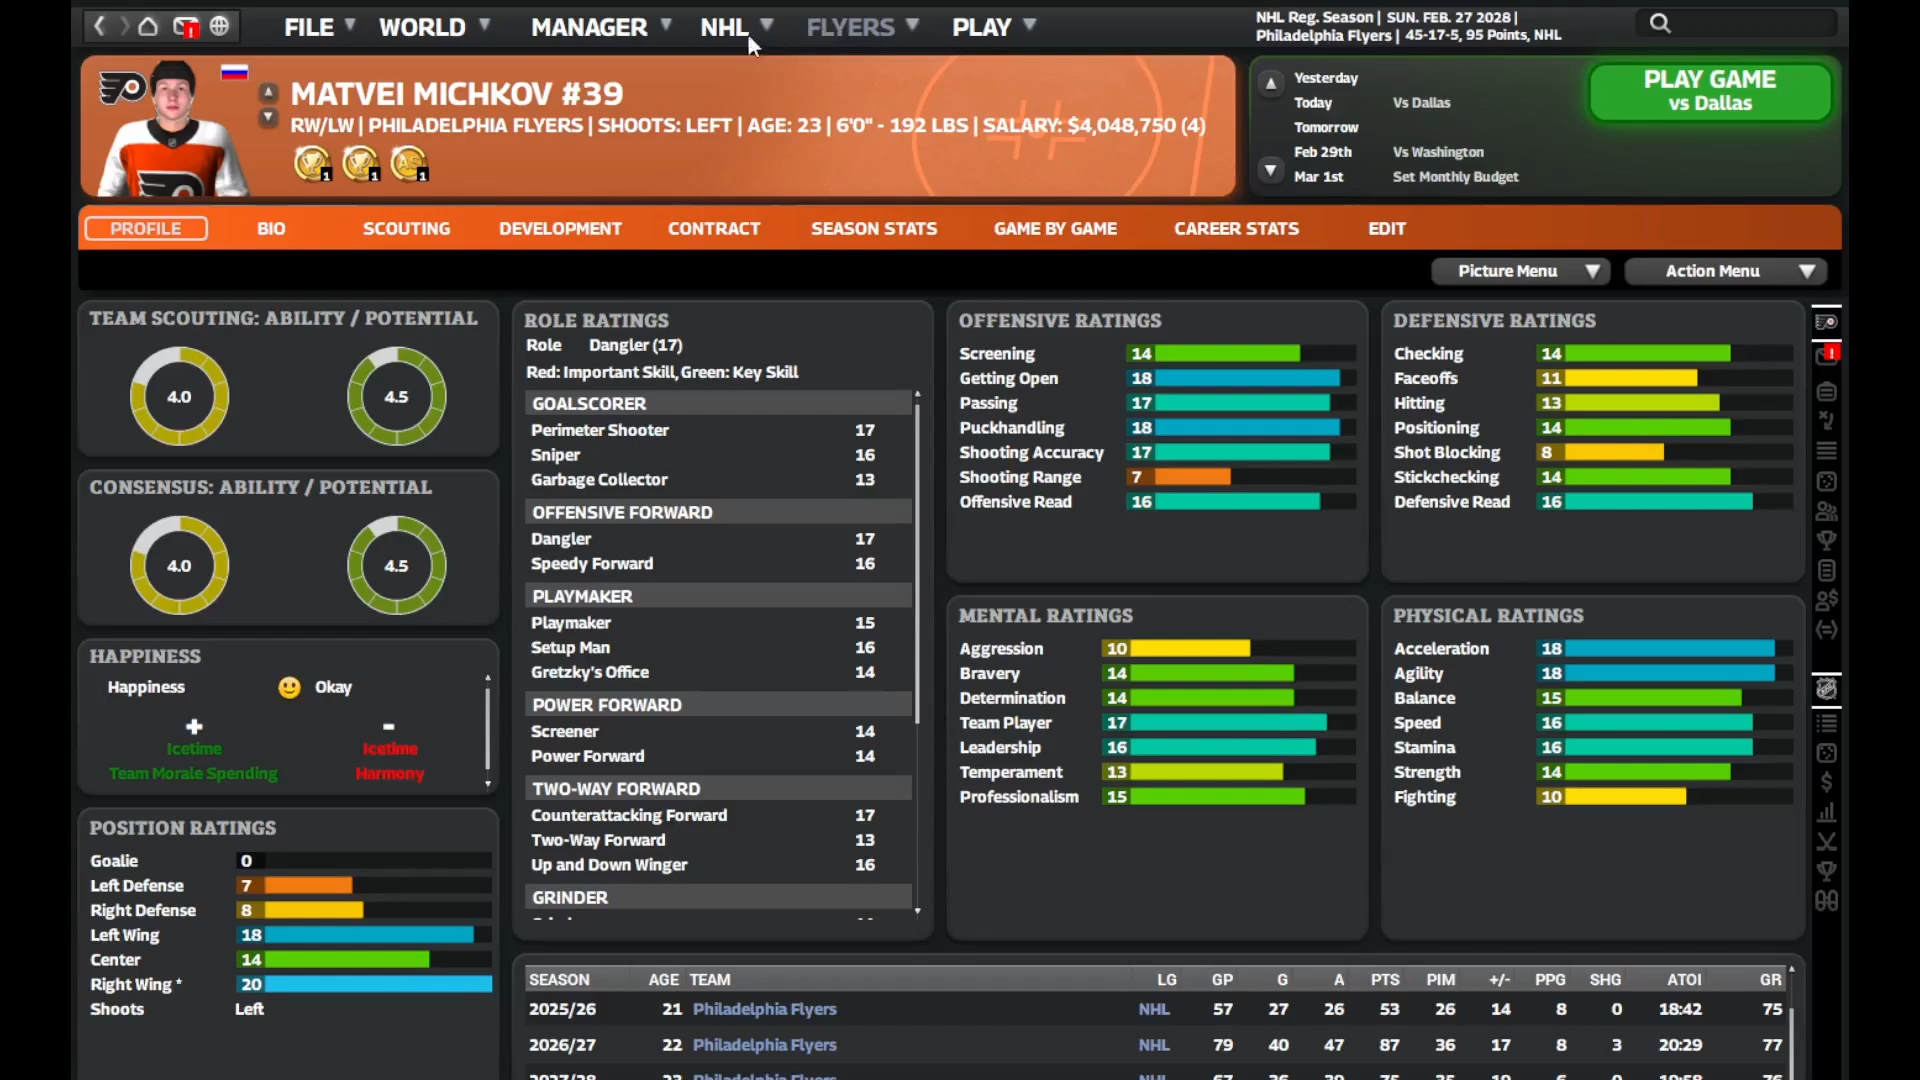 FILE WORLD MANAGER NHL FLYERS PLAY
NHL Reg. Season | SUN. FEB. 27 2028 |
Philadelphia Flyers | 45-17-5, 95 Points, NHL
MATVEI MICHKOV #39
RW/LW | PHILADELPHIA FLYERS | SHOOTS: LEFT | AGE: 23 | 6'0" - 192 LBS | SALARY: $4,048,750 (4)
1 1 AS 1
Yesterday
Today Vs Dallas
Tomorrow
Feb 29th Vs Washington
Mar 1st Set Monthly Budget
PLAY GAME
vs Dallas
PROFILE BIO SCOUTING DEVELOPMENT CONTRACT SEASON STATS GAME BY GAME CAREER STATS EDIT
Picture Menu Action Menu
TEAM SCOUTING: ABILITY / POTENTIAL
4.0 4.5
CONSENSUS: ABILITY / POTENTIAL
4.0 4.5
HAPPINESS
Happiness Okay
+ -
Icetime Icetime
Team Morale Spending Harmony
POSITION RATINGS
Goalie 0
Left Defense 7
Right Defense 8
Left Wing 18
Center 14
Right Wing * 20
Shoots Left
ROLE RATINGS
Role Dangler (17)
Red: Important Skill, Green: Key Skill
GOALSCORER
Perimeter Shooter 17
Sniper 16
Garbage Collector 13
OFFENSIVE FORWARD
Dangler 17
Speedy Forward 16
PLAYMAKER
Playmaker 15
Setup Man 16
Gretzky's Office 14
POWER FORWARD
Screener 14
Power Forward 14
TWO-WAY FORWARD
Counterattacking Forward 17
Two-Way Forward 13
Up and Down Winger 16
GRINDER
OFFENSIVE RATINGS
Screening 14
Getting Open 18
Passing 17
Puckhandling 18
Shooting Accuracy 17
Shooting Range 7
Offensive Read 16
DEFENSIVE RATINGS
Checking 14
Faceoffs 11
Hitting 13
Positioning 14
Shot Blocking 8
Stickchecking 14
Defensive Read 16
MENTAL RATINGS
Aggression 10
Bravery 14
Determination 14
Team Player 17
Leadership 16
Temperament 13
Professionalism 15
PHYSICAL RATINGS
Acceleration 18
Agility 18
Balance 15
Speed 16
Stamina 16
Strength 14
Fighting 10
SEASON AGE TEAM LG GP G A PTS PIM +/- PPG SHG ATOI GR
2025/26 21 Philadelphia Flyers NHL 57 27 26 53 26 14 8 0 18:42 75
2026/27 22 Philadelphia Flyers NHL 79 40 47 87 36 17 8 3 20:29 77